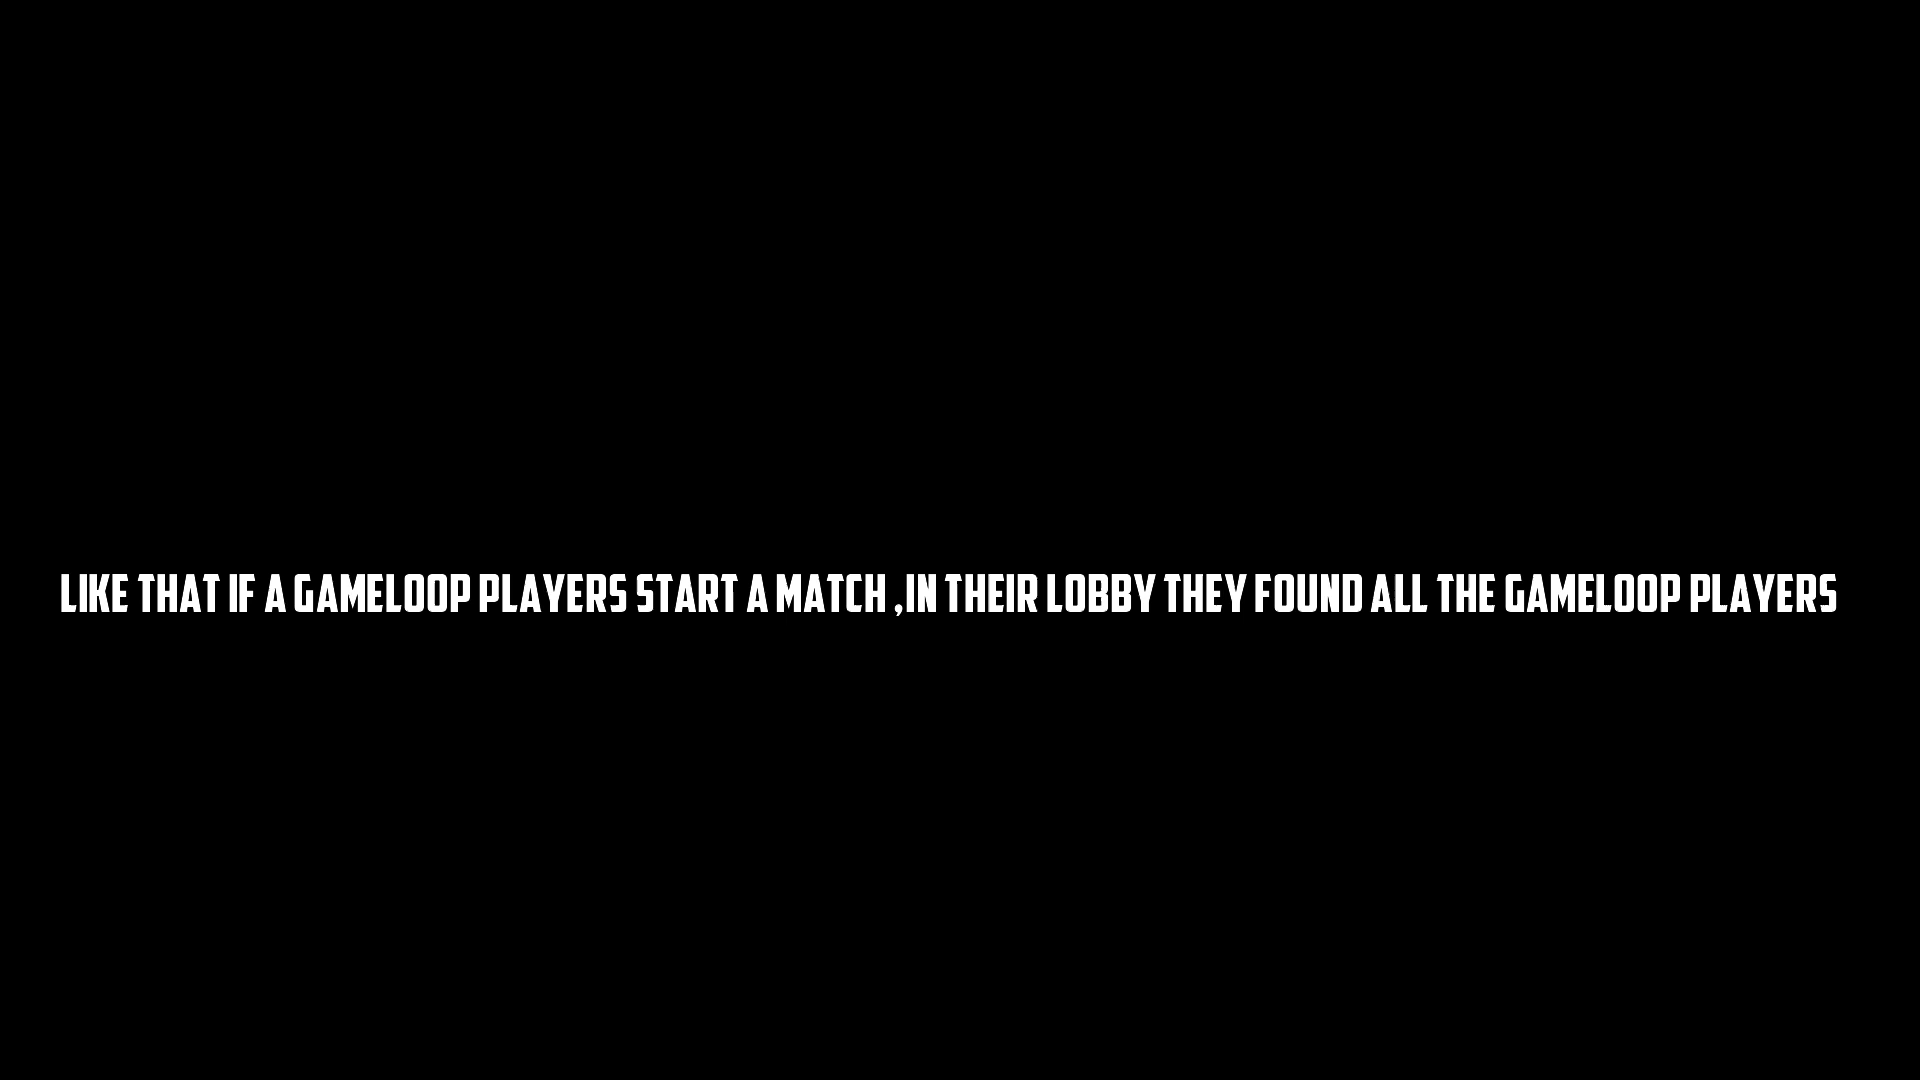 LIKE THAT IF A GAMELOOP PLAYERS START A MATCH ,IN THEIR LOBBY THEY FOUND ALL THE GAMELOOP PLAYERS